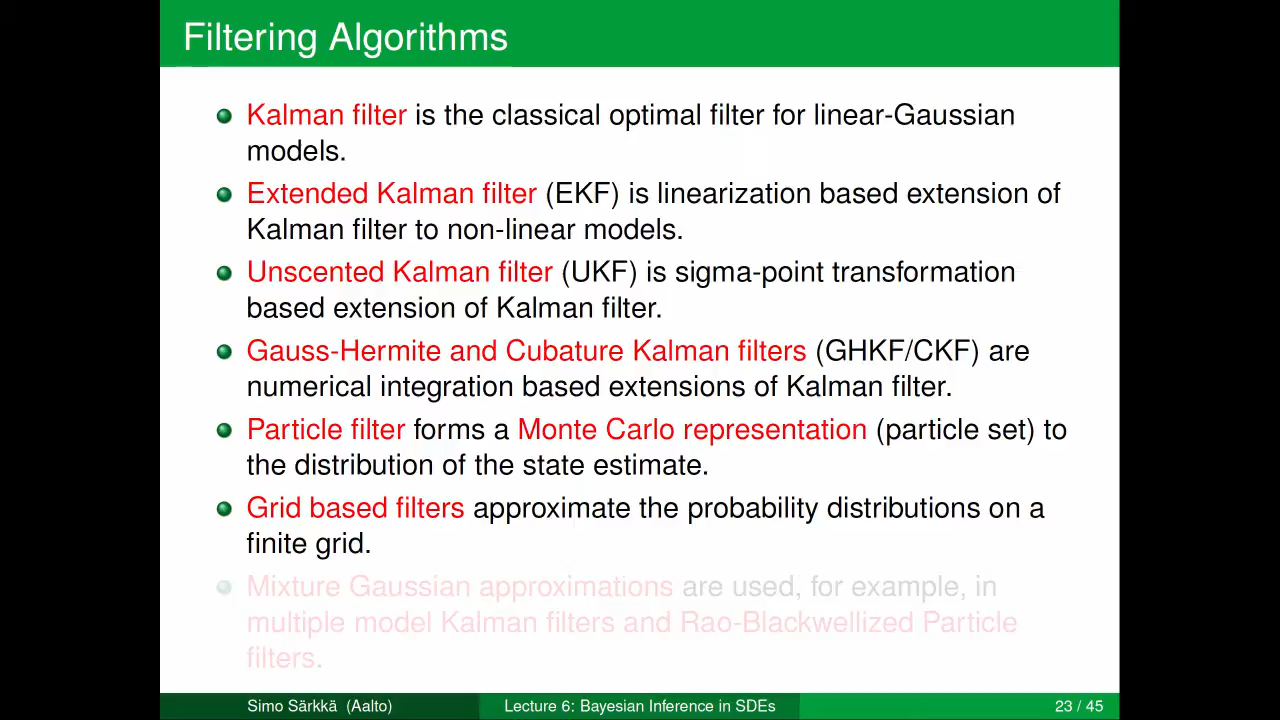 Filtering Algorithms
Kalman filter is the classical optimal filter for linear-Gaussian
models.
Extended Kalman filter (EKF) is linearization based extension of
Kalman filter to non-linear models.
Unscented Kalman filter (UKF) is sigma-point transformation
based extension of Kalman filter.
Gauss-Hermite and Cubature Kalman filters (GHKF/CKF) are
numerical integration based extensions of Kalman filter.
Particle filter forms a Monte Carlo representation (particle set) to
the distribution of the state estimate.
Grid based filters approximate the probability distributions on a
finite grid.
Mixture Gaussian approximations are used, for example, in
multiple model Kalman filters and Rao-Blackwellized Particle
filters.
Simo Särkkä (Aalto) Lecture 6: Bayesian Inference in SDEs 23 / 45